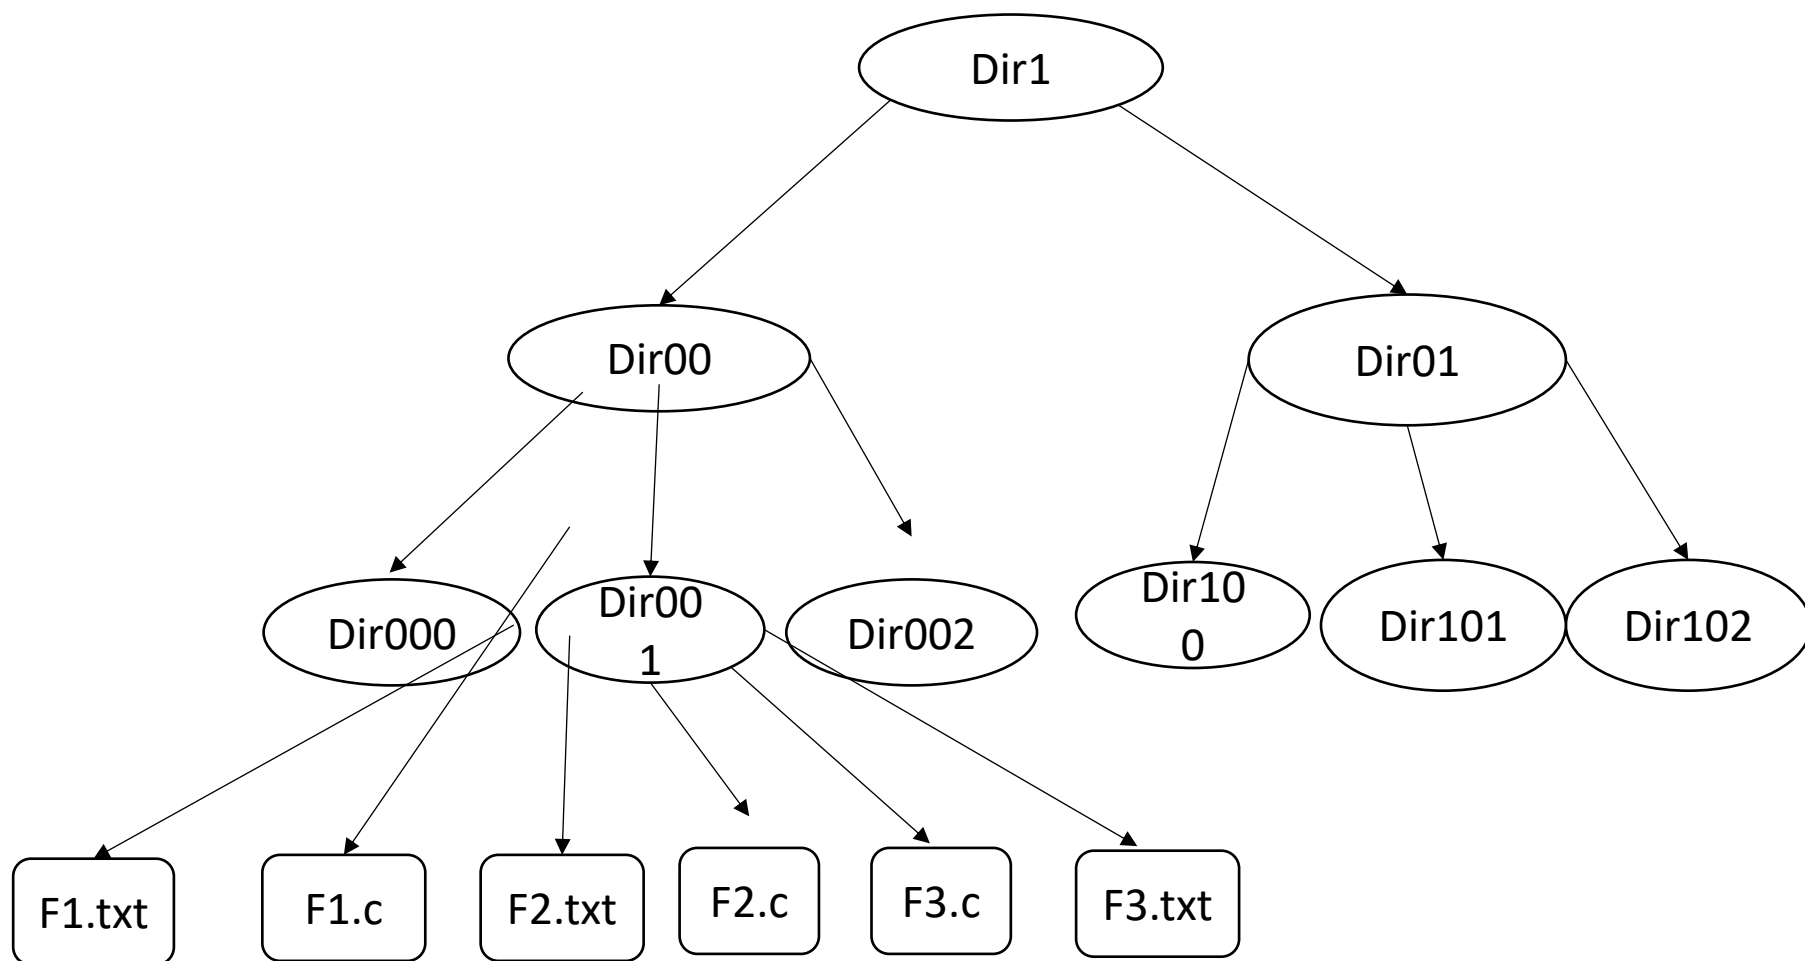 Dir1
Dir00
Dir01
Dir000
Dir00
1
Dir002
Dir10
0
Dir101
Dir102
F1.txt
F1.c
F2.txt
F2.c
F3.c
F3.txt